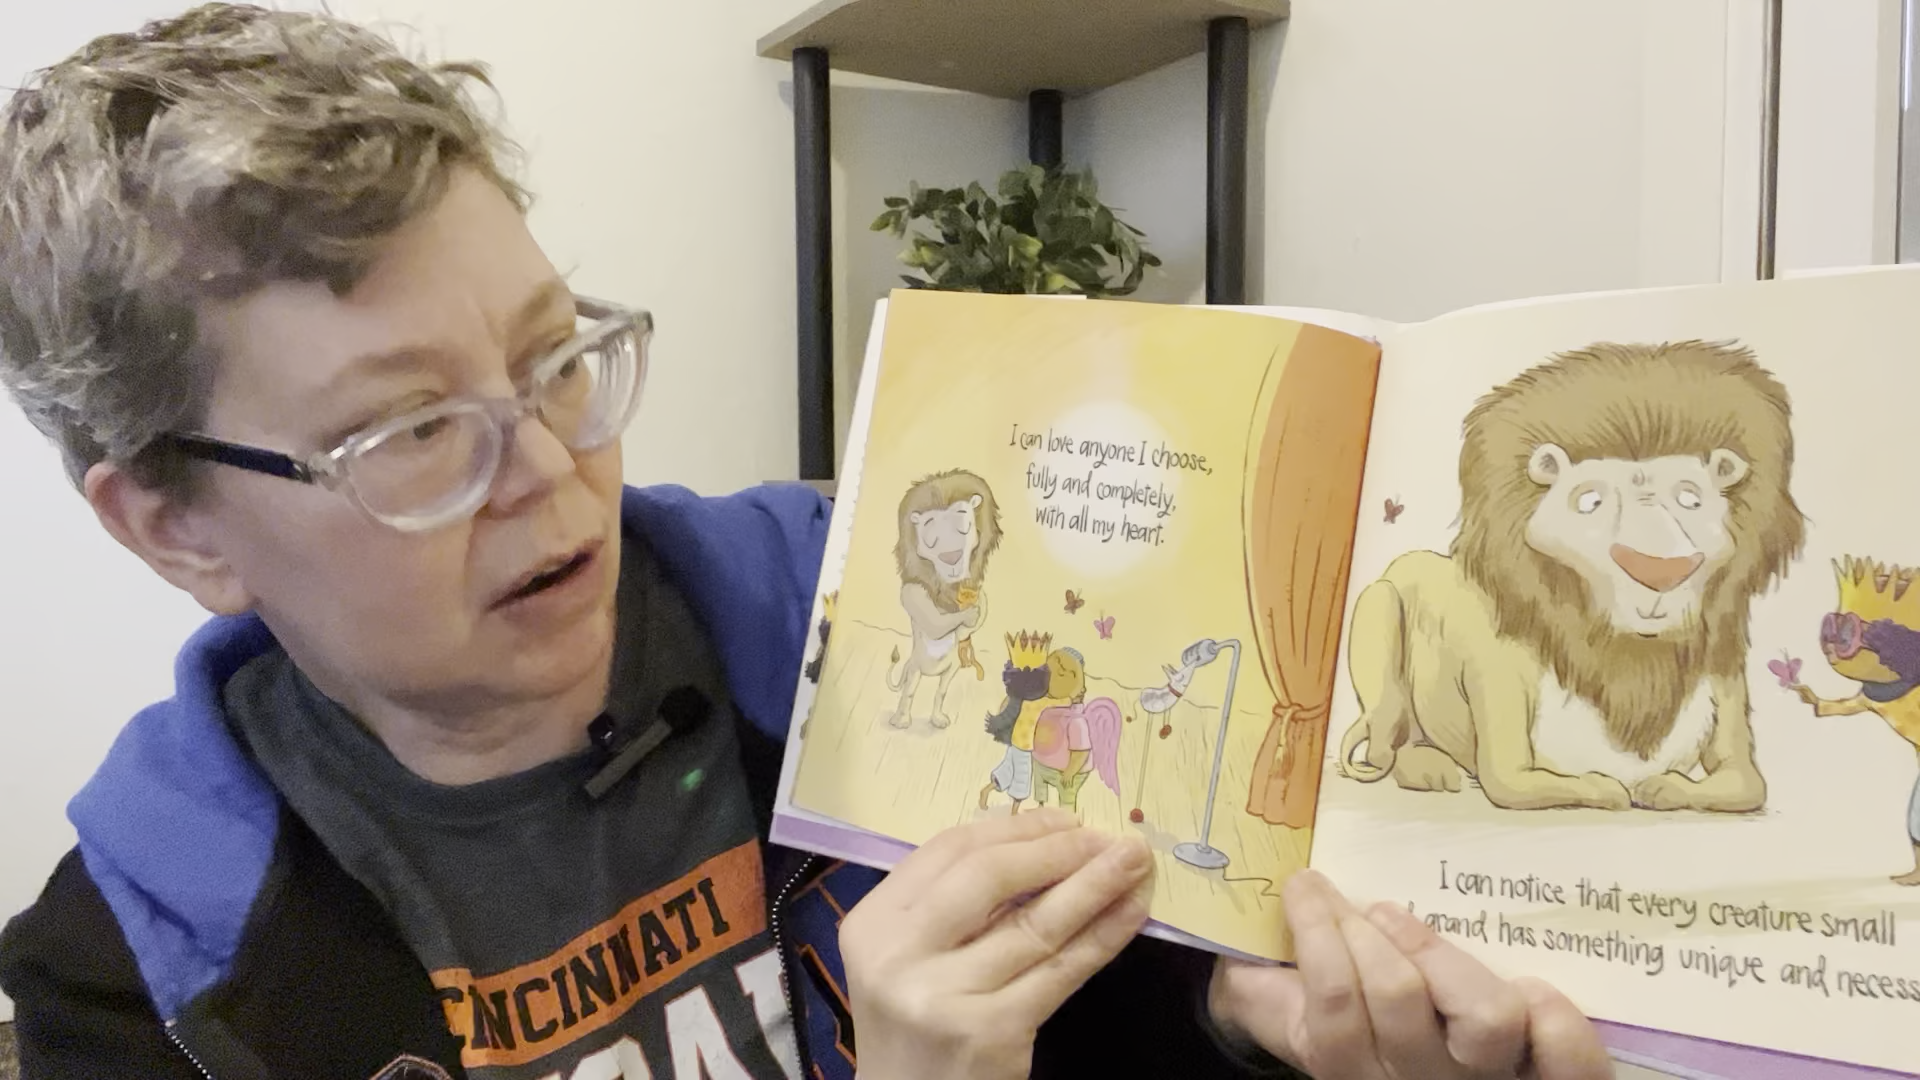 I can love anyone I choose,
fully and completely,
with all my heart.
I can notice that every creature small
grand has something unique and
CINCINNATI